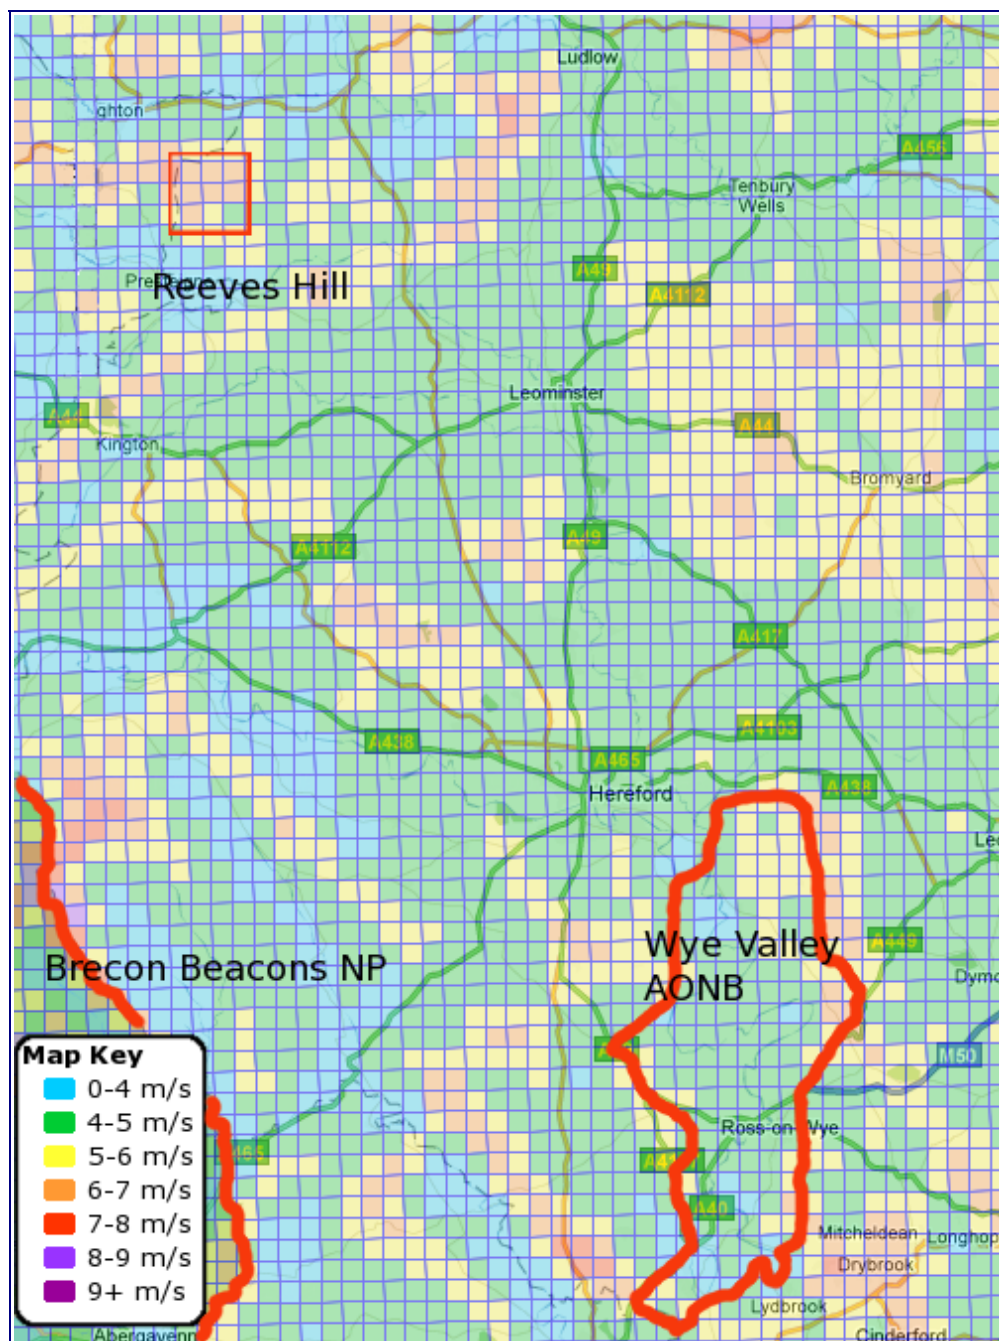 Ludlow
ghton
A456
Tenbury
Wells
A49
Reeves Hill
A4112
Leominster
A44
A44
Kington
Bromyard
A49
A4112
A417
A4103
A438
A465
A438
Hereford
Wye Valley
A449
Brecon Beacons NP
AONB
Map Key
M50
0-4 m/s
4-5 m/s
Ross-on-Wye
5-6 m/s
6-7 m/s
A40
7-8 m/s
Mitcheldean
Longhop
8-9 m/s
Drybrook
9+ m/s
Lydbrook
Abergavenn
Cinderford